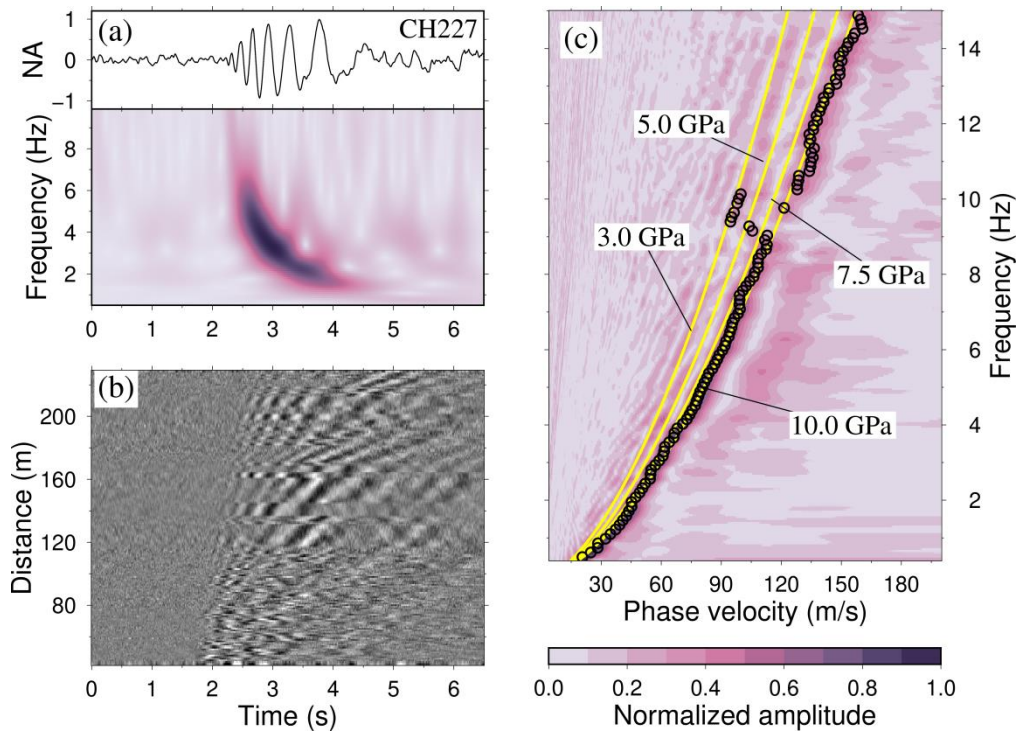 (a)
CH227
NA
1
0
-1
Frequency (Hz)
8
6
4
2
0 1 2 3 4 5 6
(b)
Distance (m)
200
160
120
80
0 1 2 3 4 5 6
Time (s)
(c)
5.0 GPa
3.0 GPa
7.5 GPa
10.0 GPa
14
12
10
8
6
4
2
Frequency (Hz)
30 60 90 120 150 180
Phase velocity (m/s)
0.0 0.2 0.4 0.6 0.8 1.0
Normalized amplitude